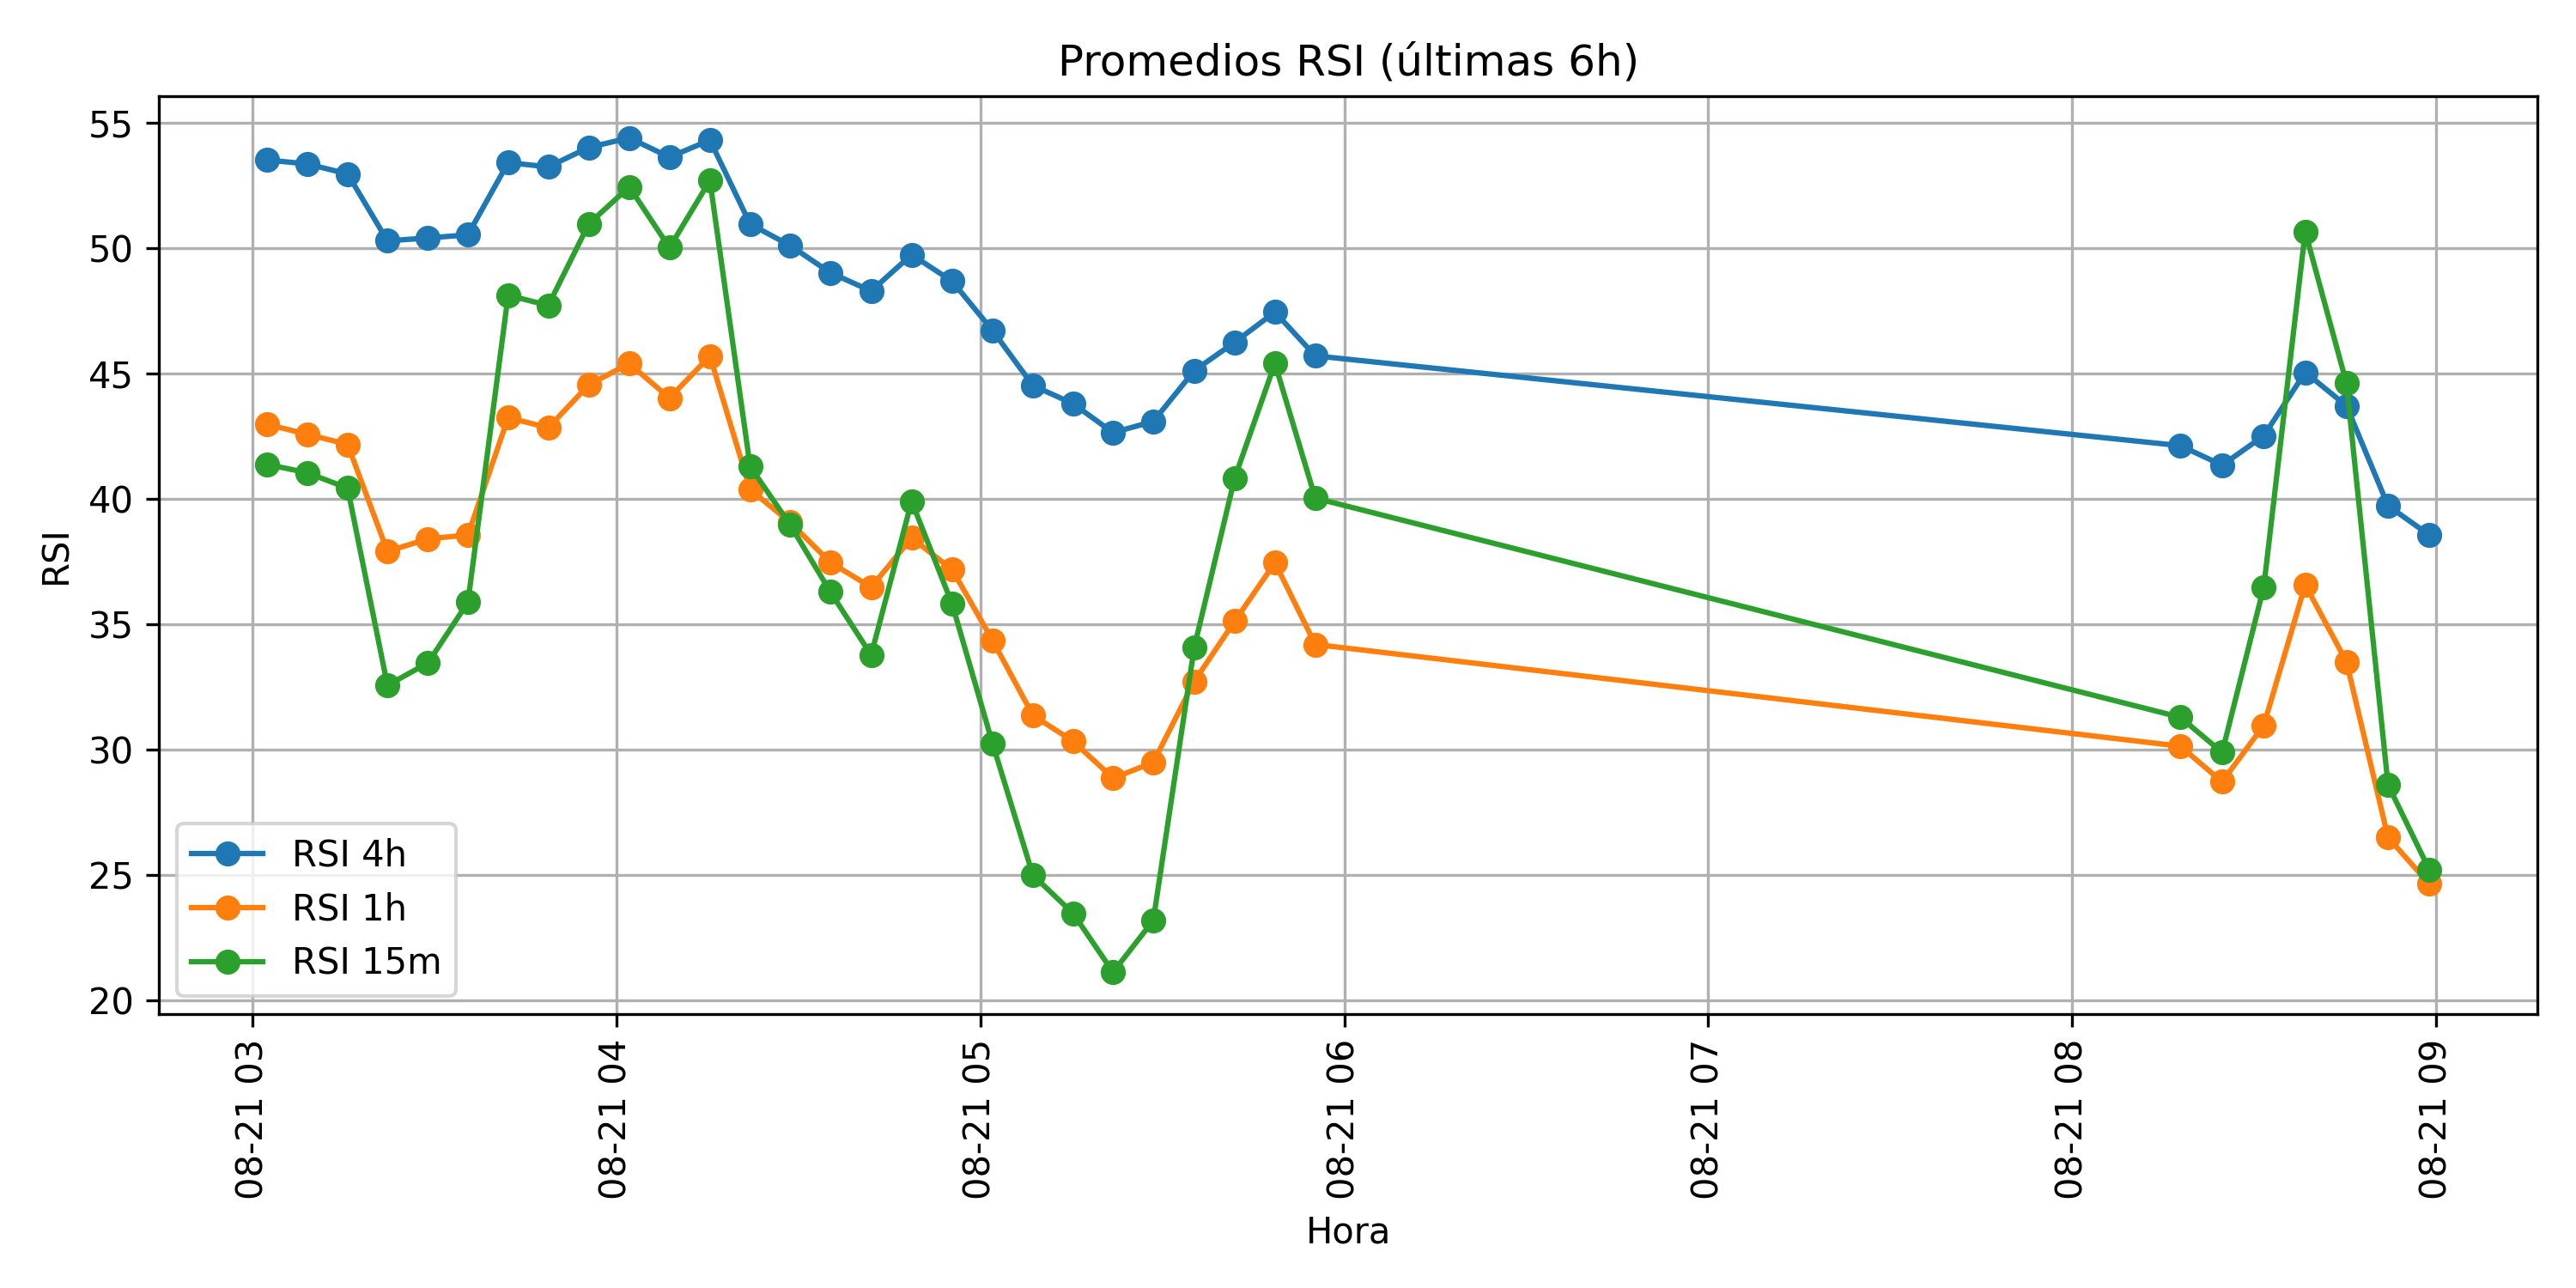 Promedios RSI (últimas 6h)
55
50
45
40
35
30
25
20
RSI
RSI 4h
RSI 1h
RSI 15m
08-21 03
08-21 04
08-21 05
08-21 06
08-21 07
08-21 08
08-21 09
Hora